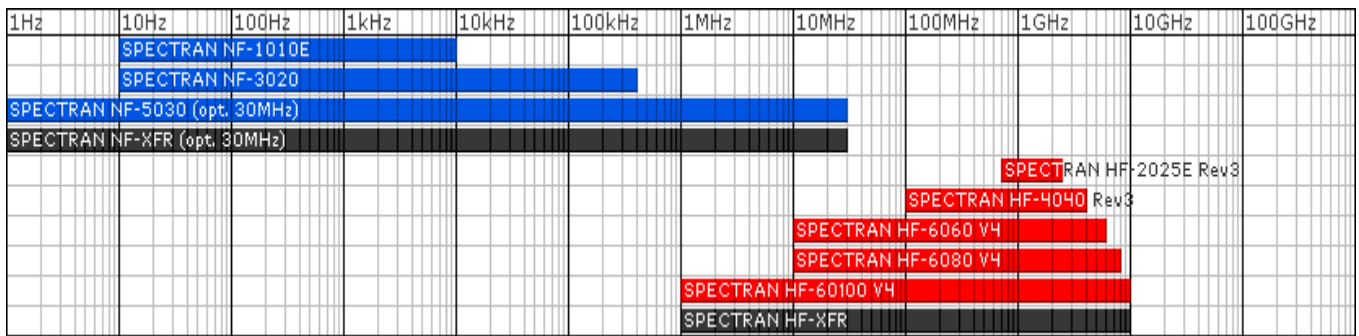 1Hz 10Hz 100Hz 1kHz 10kHz 100kHz 1MHz 10MHz 100MHz 1GHz 10GHz 100GHz
SPECTRAN NF-1010E
SPECTRAN NF-3020
SPECTRAN NF-5030 (opt. 30MHz)
SPECTRAN NF-XFR (opt. 30MHz)
SPECTRAN HF-2025E Rev3
SPECTRAN HF-4040 Rev3
SPECTRAN HF-6060 V4
SPECTRAN HF-6080 V4
SPECTRAN HF-60100 V4
SPECTRAN HF-XFR